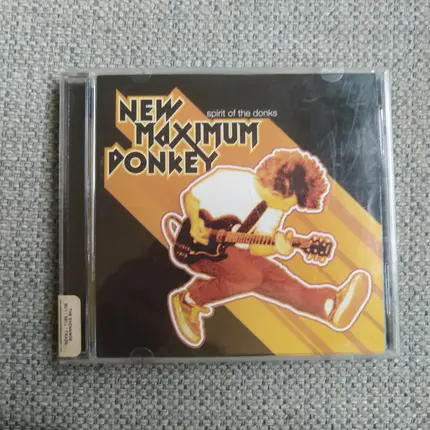 spirit of the donks
NEW
MAXIMUM
DONKEY